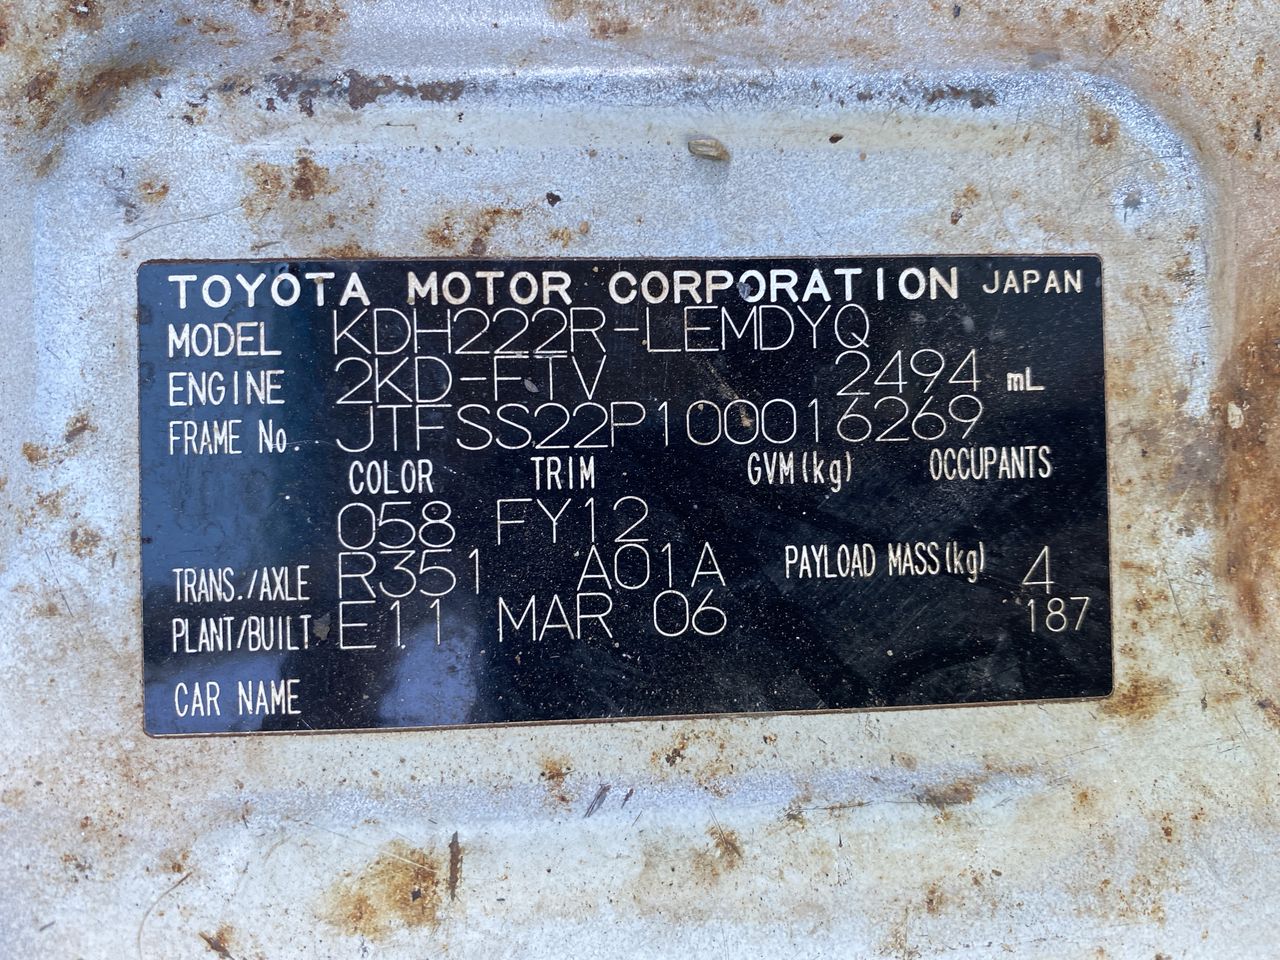 TOYOTA MOTOR CORPORATION JAPAN
MODEL KDH222R-LEMDYQ
ENGINE 2KD-FTV 2494 mL
FRAME No. JTFSS22P100016269
COLOR TRIM GVM(kg) OCCUPANTS
058 FY12
TRANS./AXLE R351 A01A PAYLOAD MASS(kg) 4
PLANT/BUILT E11 MAR 06 187
CAR NAME